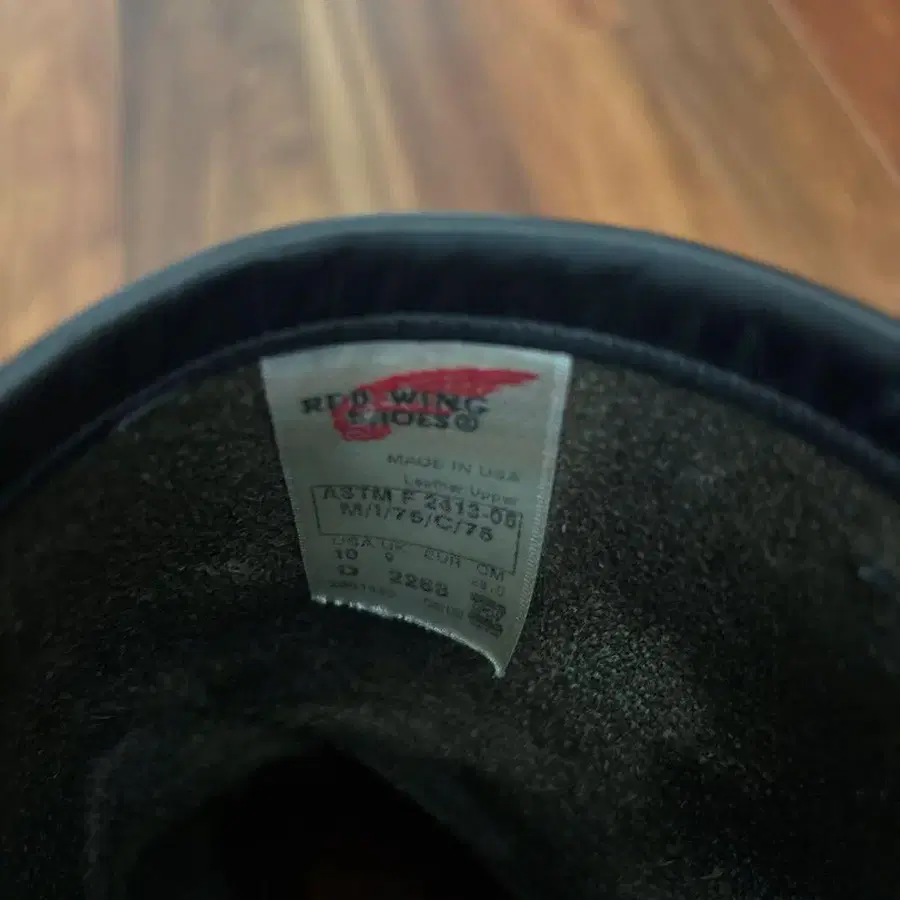 RED WING
SHOES®
MADE IN USA
Leather Upper
ASTM F 2413-05
M/I/75/C/75
USA UK EUR CM
10 9
D 2268